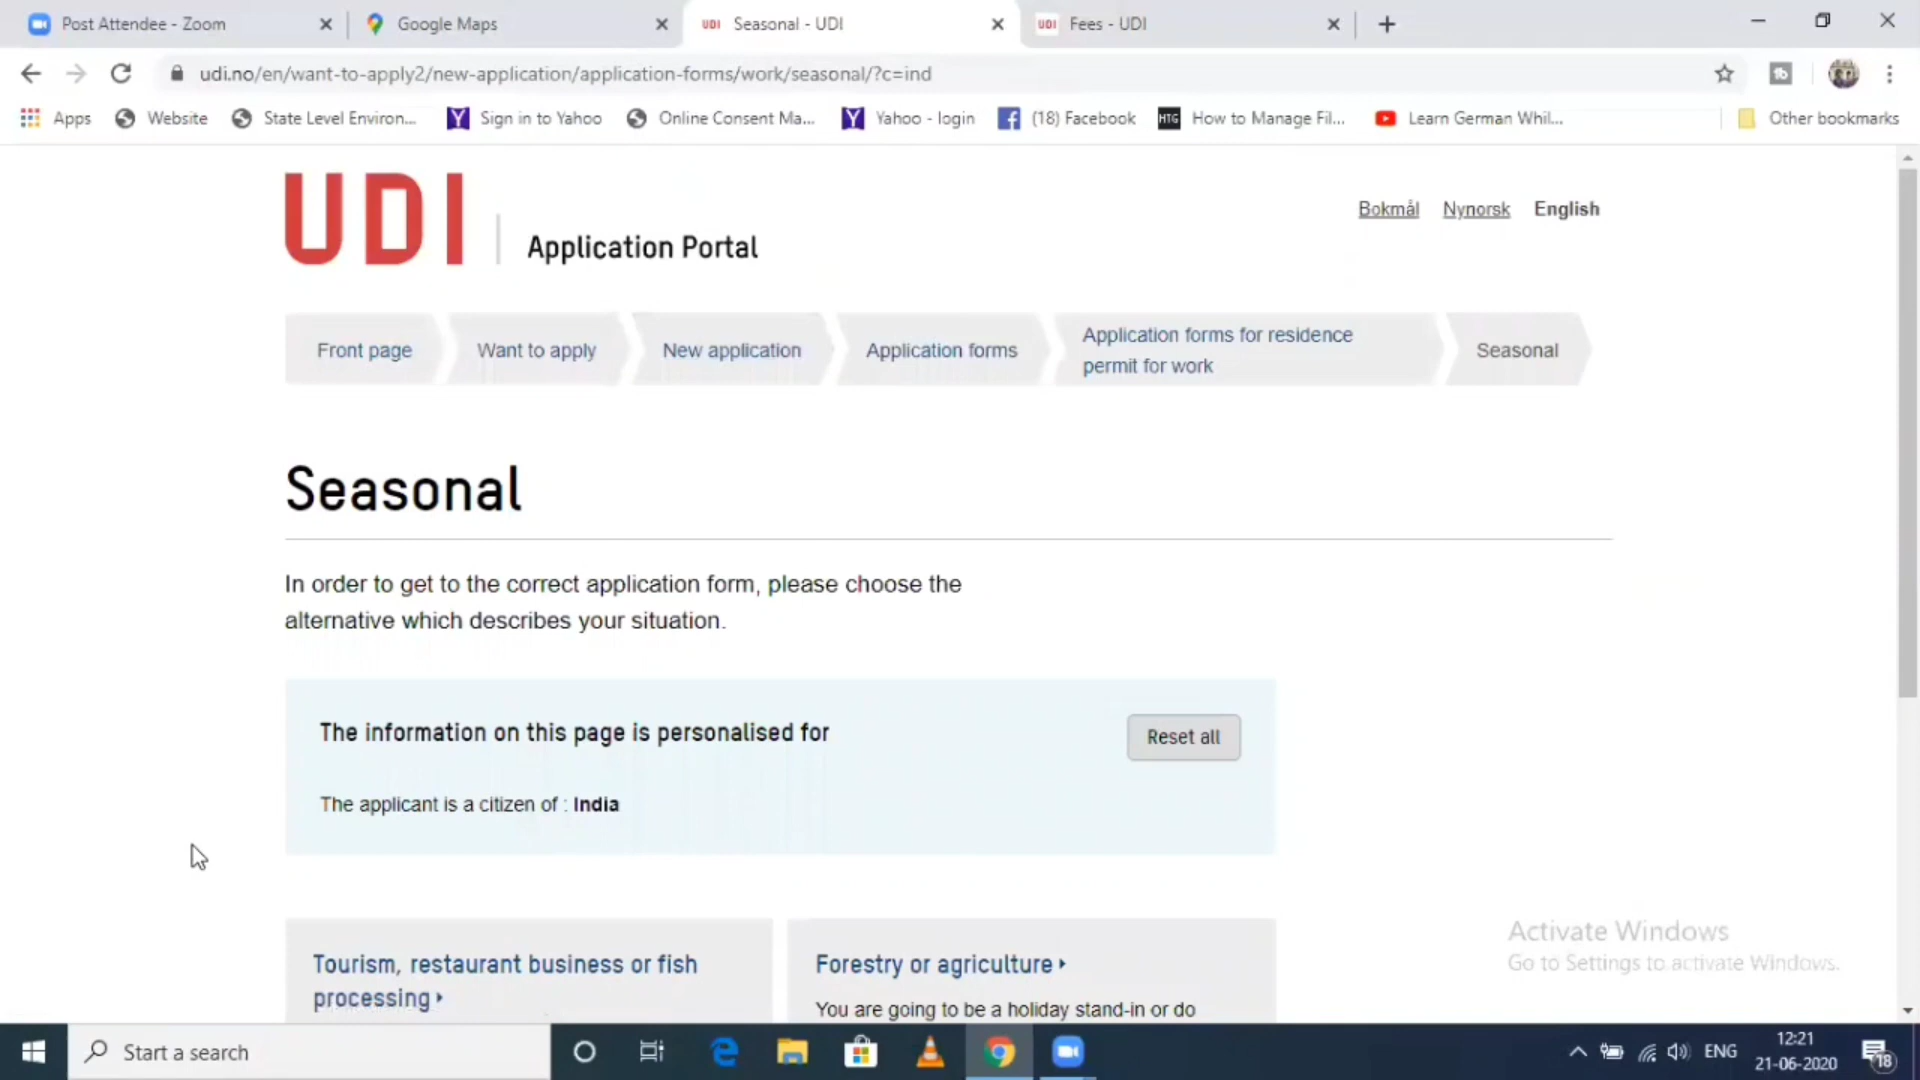 Post Attendee - Zoom
Google Maps
UDI Seasonal - UDI
UDI Fees - UDI
udi.no/en/want-to-apply2/new-application/application-forms/work/seasonal/?c=ind
Apps
Website
State Level Environ...
Sign in to Yahoo
Online Consent Ma...
Yahoo - login
(18) Facebook
HTG How to Manage Fil...
Learn German Whil...
Other bookmarks
UDI
Application Portal
Bokmål Nynorsk English
Front page
Want to apply
New application
Application forms
Application forms for residence
permit for work
Seasonal
Seasonal
In order to get to the correct application form, please choose the
alternative which describes your situation.
The information on this page is personalised for
Reset all
The applicant is a citizen of : India
Tourism, restaurant business or fish
processing
Forestry or agriculture
You are going to be a holiday stand-in or do
Activate Windows
Go to Settings to activate Windows.
Start a search
ENG
12:21
21-06-2020
18